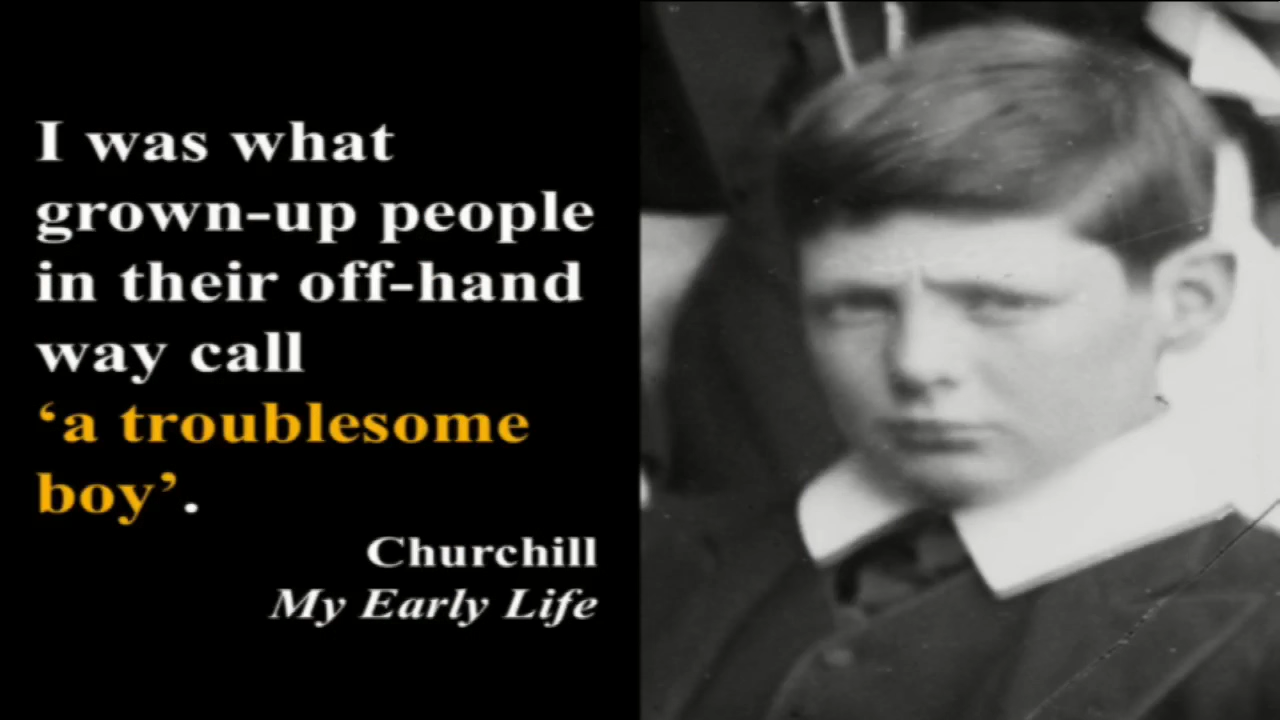 I was what
grown-up people
in their off-hand
way call
‘a troublesome
boy’.
Churchill
My Early Life